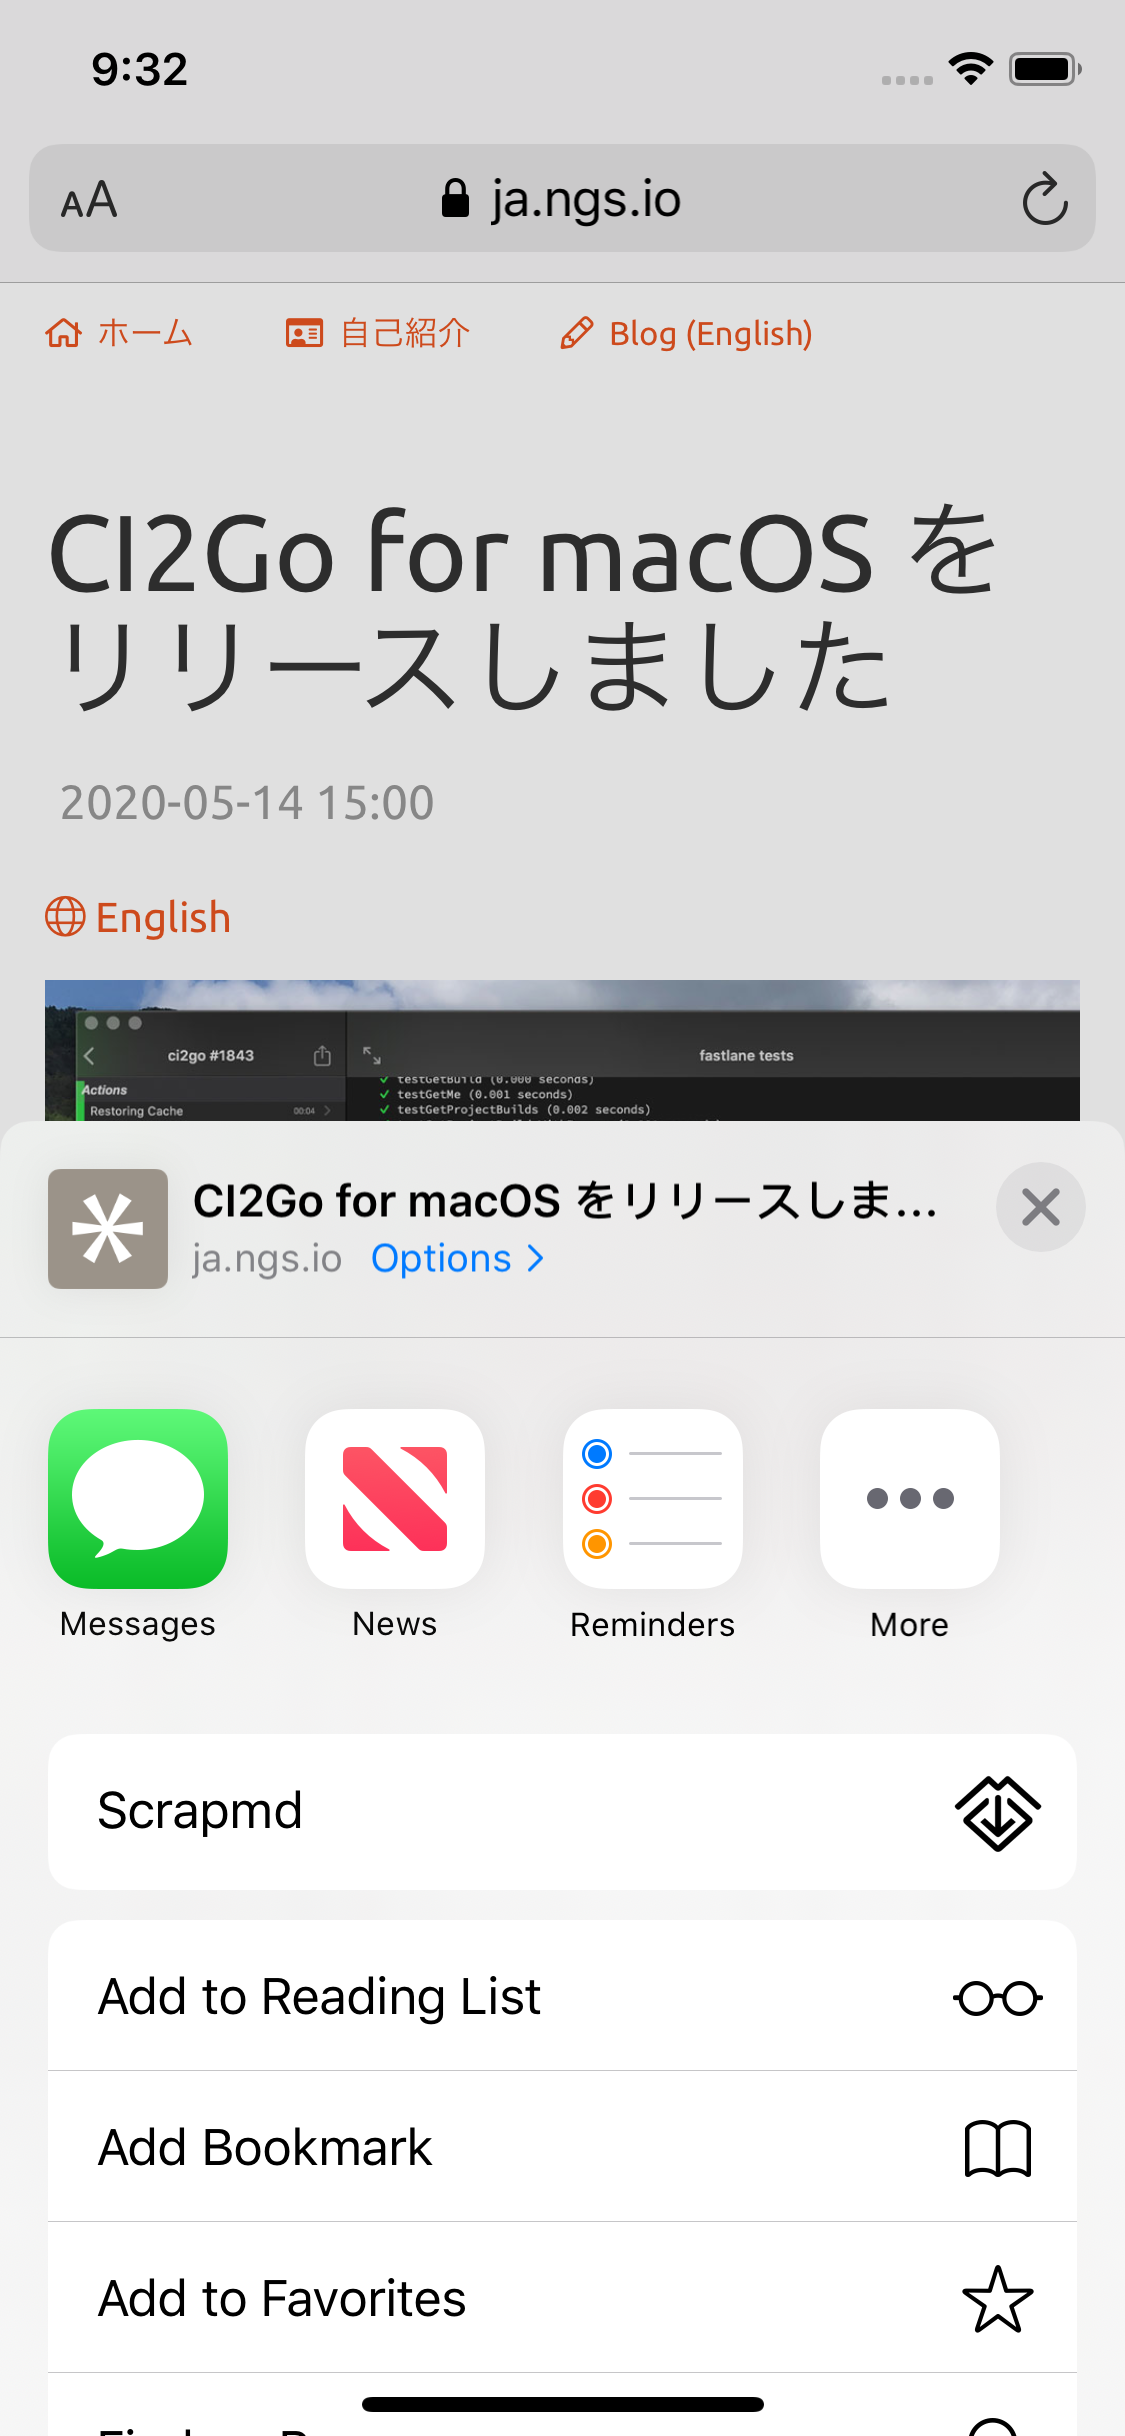 9:32
AA ja.ngs.io
ホーム 自己紹介 Blog (English)
CI2Go for macOS を
リリースしました
2020-05-14 15:00
English
ci2go #1843 fastlane tests
testGetBuild (0.000 seconds)
Actions
testGetMe (0.001 seconds)
Restoring Cache 00:04 testGetProjectBuilds (0.002 seconds)
CI2Go for macOS をリリースしま...
ja.ngs.io Options
Messages News Reminders More
Scrapmd
Add to Reading List
Add Bookmark
Add to Favorites